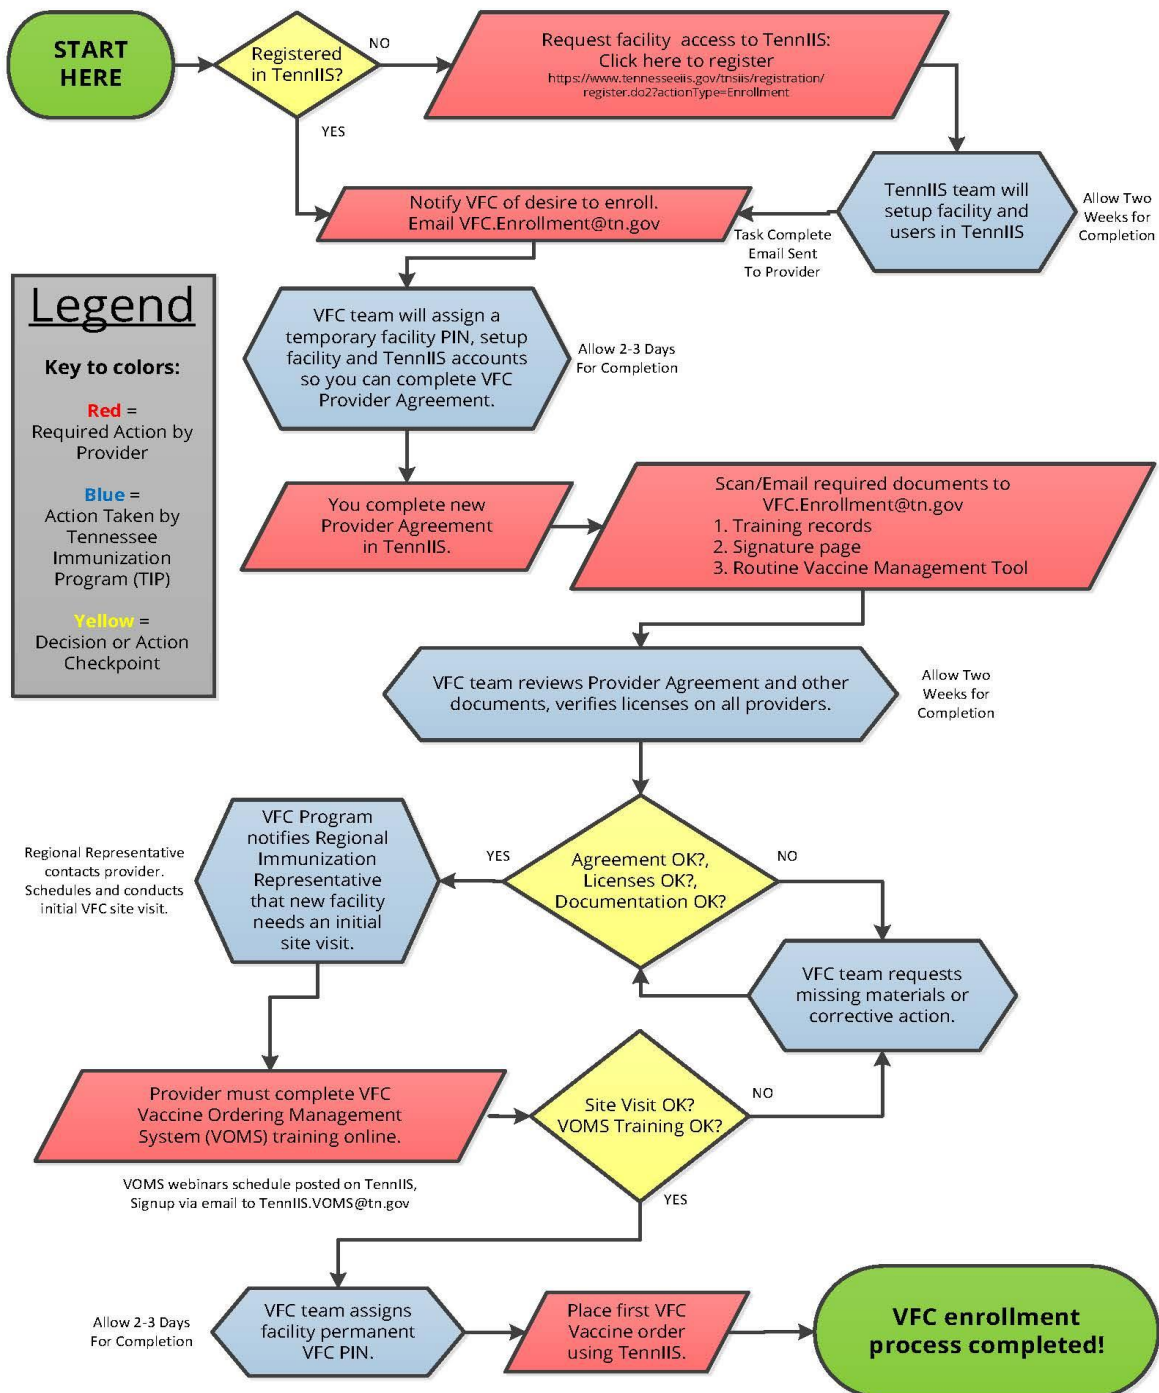 START
HERE
Registered
in TennIIS?
NO
YES
Request facility access to TennIIS:
Click here to register
https://www.tennesseeiis.gov/tnsiis/registration/
register.do2?actionType=Enrollment
TennIIS team will
setup facility and
users in TennIIS
Allow Two
Weeks for
Completion
Task Complete
Email Sent
To Provider
Notify VFC of desire to enroll.
Email VFC.Enrollment@tn.gov
VFC team will assign a
temporary facility PIN, setup
facility and TennIIS accounts
so you can complete VFC
Provider Agreement.
Allow 2-3 Days
For Completion
Legend
Key to colors:
Red =
Required Action by
Provider
Blue =
Action Taken by
Tennessee
Immunization
Program (TIP)
Yellow =
Decision or Action
Checkpoint
You complete new
Provider Agreement
in TennIIS.
Scan/Email required documents to
VFC.Enrollment@tn.gov
1. Training records
2. Signature page
3. Routine Vaccine Management Tool
VFC team reviews Provider Agreement and other
documents, verifies licenses on all providers.
Allow Two
Weeks for
Completion
Agreement OK?,
Licenses OK?,
Documentation OK?
YES
NO
VFC Program
notifies Regional
Immunization
Representative
that new facility
needs an initial
site visit.
Regional Representative
contacts provider.
Schedules and conducts
initial VFC site visit.
VFC team requests
missing materials or
corrective action.
Provider must complete VFC
Vaccine Ordering Management
System (VOMS) training online.
VOMS webinars schedule posted on TennIIS,
Signup via email to TennIIS.VOMS@tn.gov
Site Visit OK?
VOMS Training OK?
NO
YES
Allow 2-3 Days
For Completion
VFC team assigns
facility permanent
VFC PIN.
Place first VFC
Vaccine order
using TennIIS.
VFC enrollment
process completed!